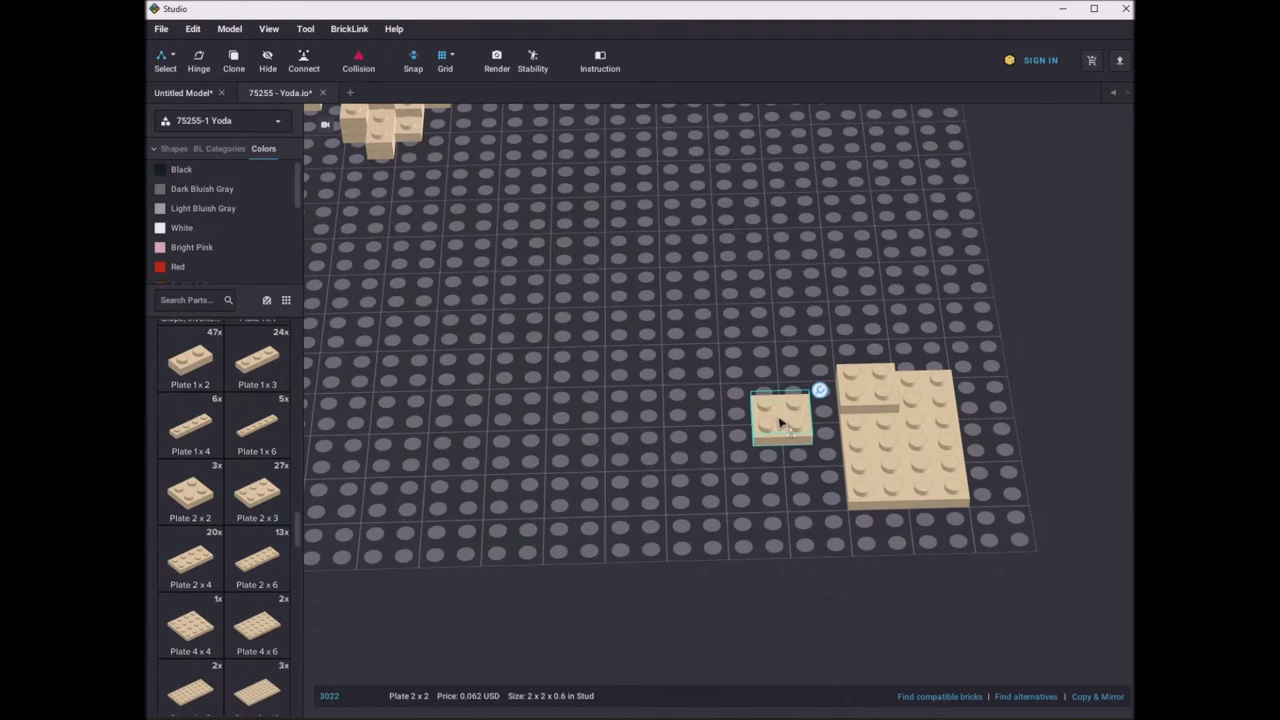 Studio
File Edit Model View Tool BrickLink Help
Select Hinge Clone Hide Connect Collision Snap Grid Render Stability Instruction SIGN IN
Untitled Model* 75255 - Yoda.io*
75255-1 Yoda
Shapes BL Categories Colors
Black
Dark Bluish Gray
Light Bluish Gray
White
Bright Pink
Red
Search Parts...
47x 24x
Plate 1 x 2 Plate 1 x 3
6x 5x
Plate 1 x 4 Plate 1 x 6
3x 27x
Plate 2 x 2 Plate 2 x 3
20x 13x
Plate 2 x 4 Plate 2 x 6
1x 2x
Plate 4 x 4 Plate 4 x 6
2x 3x
3022 Plate 2 x 2 Price: 0.062 USD Size: 2 x 2 x 0.6 in Stud Find compatible bricks | Find alternatives | Copy & Mirror